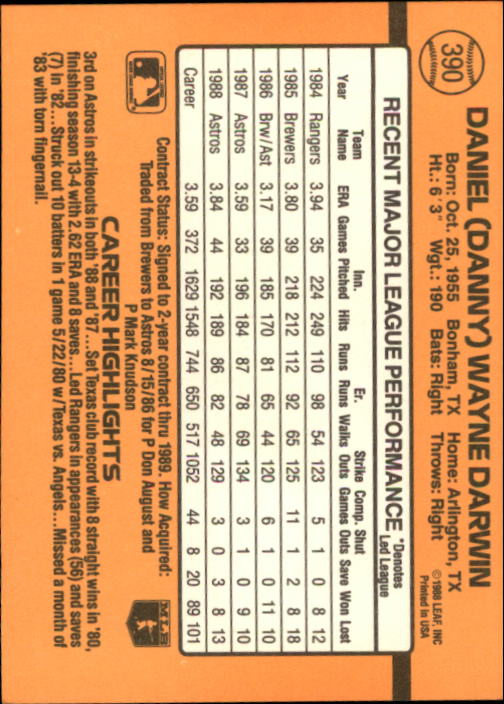 390
DANIEL (DANNY) WAYNE DARWIN
Born: Oct. 25, 1955 Bonham, TX Home: Arlington, TX
Ht.: 6'3" Wgt.: 190 Bats: Right Throws: Right
©1988 LEAF, INC
Printed in USA
RECENT MAJOR LEAGUE PERFORMANCE *Denotes Led League
Team Inn. Er. Strike Comp. Shut
Year Name ERA Games Pitched Hits Runs Runs Walks Outs Games Outs Save Won Lost
1984 Rangers 3.94 35 224 249 110 98 54 123 5 1 0 8 12
1985 Brewers 3.80 39 218 212 112 92 65 125 11 1 2 8 18
1986 Brw/Ast 3.17 39 185 170 81 65 44 120 6 1 0 11 10
1987 Astros 3.59 33 196 184 87 78 69 134 3 1 0 9 10
1988 Astros 3.84 44 192 189 86 82 48 129 3 0 3 8 13
Career 3.59 372 1629 1548 744 650 517 1052 44 8 20 89 101
Contract Status: Signed to 2-year contract thru 1989. How Acquired:
Traded from Brewers to Astros 8/15/86 for P Don August and
P Mark Knudson
MLB
CAREER HIGHLIGHTS
3rd on Astros in strikeouts in both '88 and '87...Set Texas club record with 8 straight wins in '80,
finishing season 13-4 with 2.62 ERA and 8 saves...Led Rangers in appearances (56) and saves
(7) in '82...Struck out 10 batters in 1 game 5/22/80 w/Texas vs. Angels...Missed a month of
'83 with torn fingernail.